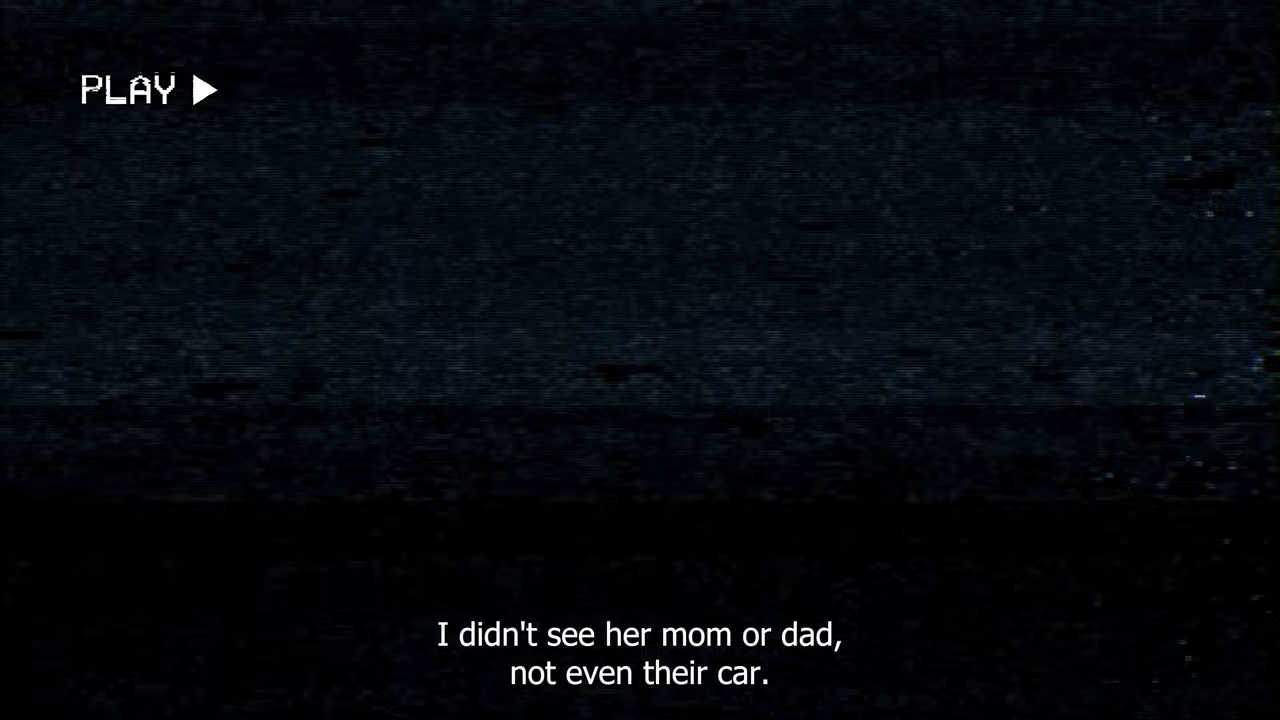 PLAY
I didn't see her mom or dad,
not even their car.